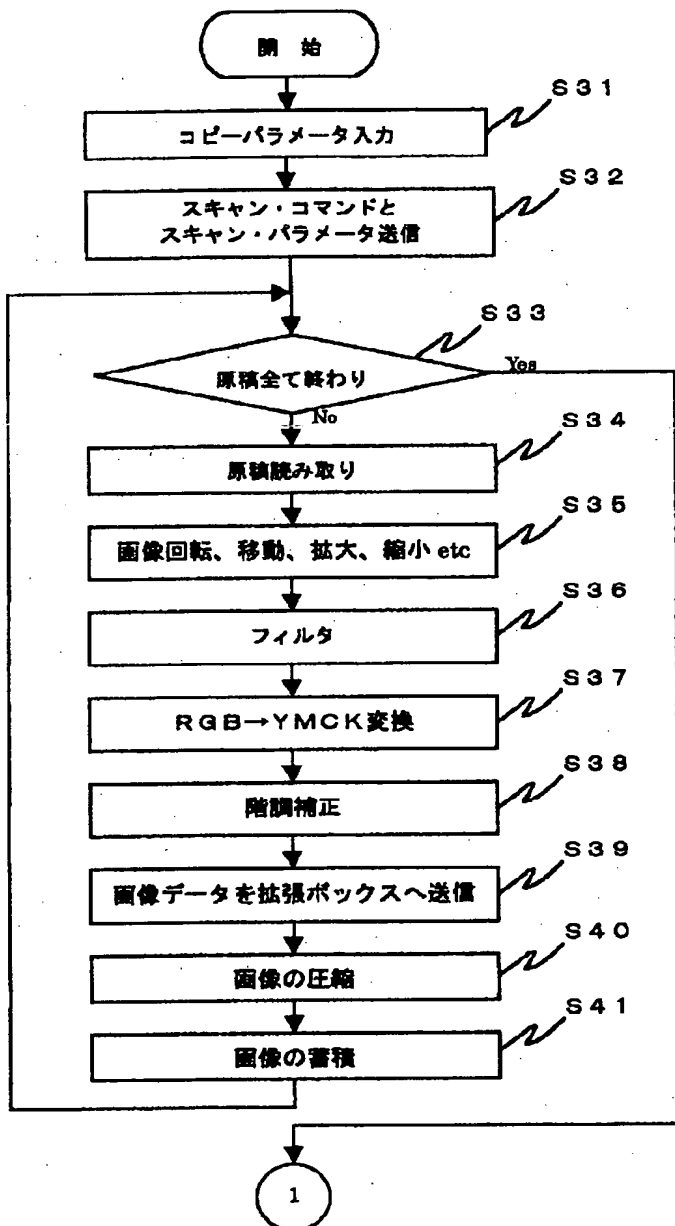 開 始
S31
コピーパラメータ入力
S32
スキャン・コマンドと
スキャン・パラメータ送信
S33
原稿全て終わり
Yes
No
S34
原稿読み取り
S35
画像回転、移動、拡大、縮小 etc
S36
フィルタ
S37
RGB→YMCK変換
S38
階調補正
S39
画像データを拡張ボックスへ送信
S40
画像の圧縮
S41
画像の蓄積
1